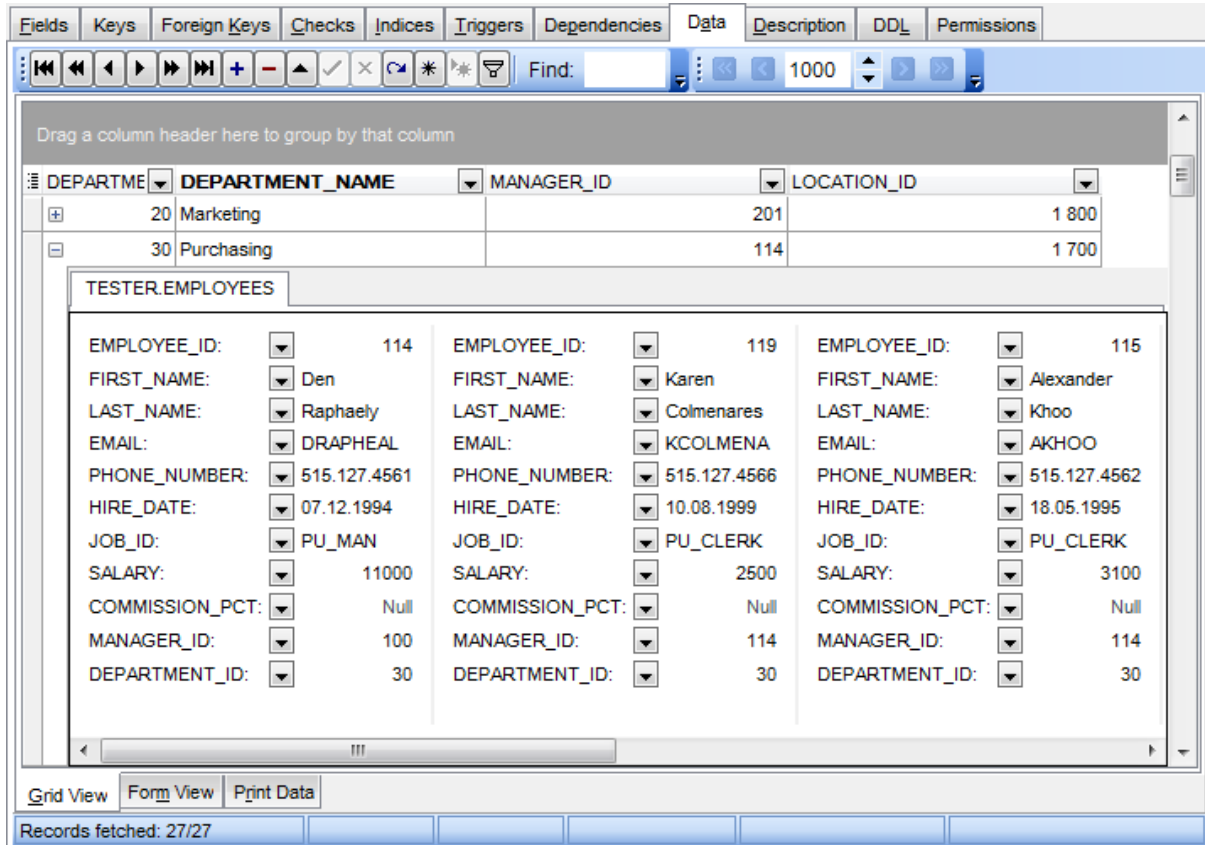 Fields Keys Foreign Keys Checks Indices Triggers Dependencies Data Description DDL Permissions
Find: 1000
Drag a column header here to group by that column
DEPARTME DEPARTMENT_NAME MANAGER_ID LOCATION_ID
20 Marketing 201 1 800
30 Purchasing 114 1 700
TESTER.EMPLOYEES
EMPLOYEE_ID: 114 EMPLOYEE_ID: 119 EMPLOYEE_ID: 115
FIRST_NAME: Den FIRST_NAME: Karen FIRST_NAME: Alexander
LAST_NAME: Raphaely LAST_NAME: Colmenares LAST_NAME: Khoo
EMAIL: DRAPHEAL EMAIL: KCOLMENA EMAIL: AKHOO
PHONE_NUMBER: 515.127.4561 PHONE_NUMBER: 515.127.4566 PHONE_NUMBER: 515.127.4562
HIRE_DATE: 07.12.1994 HIRE_DATE: 10.08.1999 HIRE_DATE: 18.05.1995
JOB_ID: PU_MAN JOB_ID: PU_CLERK JOB_ID: PU_CLERK
SALARY: 11000 SALARY: 2500 SALARY: 3100
COMMISSION_PCT: Null COMMISSION_PCT: Null COMMISSION_PCT: Null
MANAGER_ID: 100 MANAGER_ID: 114 MANAGER_ID: 114
DEPARTMENT_ID: 30 DEPARTMENT_ID: 30 DEPARTMENT_ID: 30
Grid View Form View Print Data
Records fetched: 27/27